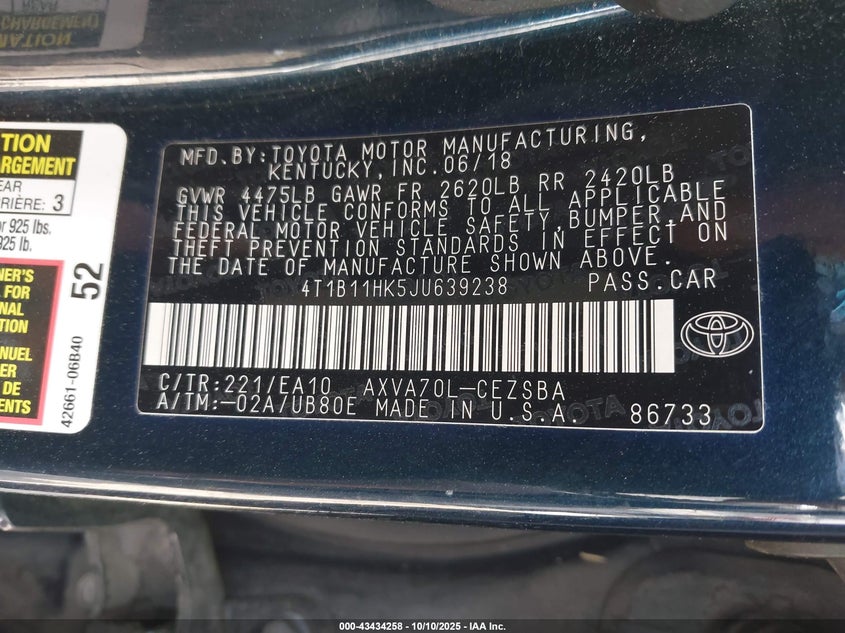 TION
ARGEMENT
EAR
RIÈRE: 3
or 925 lbs.
925 lb.
NER'S
FOR
ONAL
TION
NUEL
DE
ENTS
52
42661-06B40
MFD.BY:TOYOTA MOTOR MANUFACTURING,
KENTUCKY,INC.06/18
GVWR 4475LB GAWR FR 2620LB RR 2420LB
THIS VEHICLE CONFORMS TO ALL APPLICABLE
FEDERAL MOTOR VEHICLE SAFETY,BUMPER,AND
THEFT PREVENTION STANDARDS IN EFFECT ON
THE DATE OF MANUFACTURE SHOWN ABOVE.
4T1B11HK5JU639238 PASS.CAR
C/TR:221/EA10 AXVA70L-CEZSBA
A/TM:-02A/UB80E MADE IN U.S.A. 86733
000-43434258 - 10/10/2025 - IAA Inc.